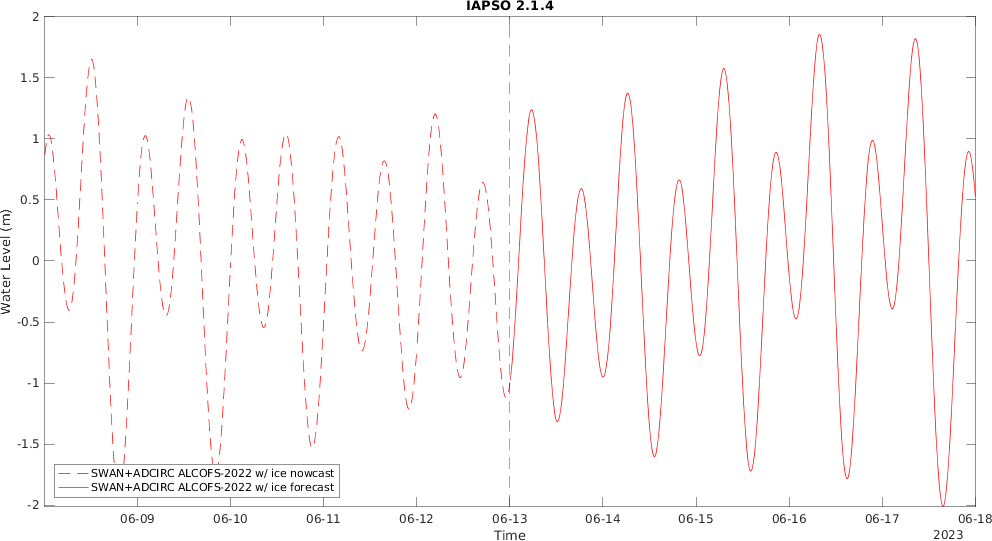 IAPSO 2.1.4
2
1.5
1
0.5
0
-0.5
-1
-1.5
-2
Water Level (m)
SWAN+ADCIRC ALCOFS-2022 w/ ice nowcast
SWAN+ADCIRC ALCOFS-2022 w/ ice forecast
06-09 06-10 06-11 06-12 06-13 06-14 06-15 06-16 06-17 06-18
Time
2023